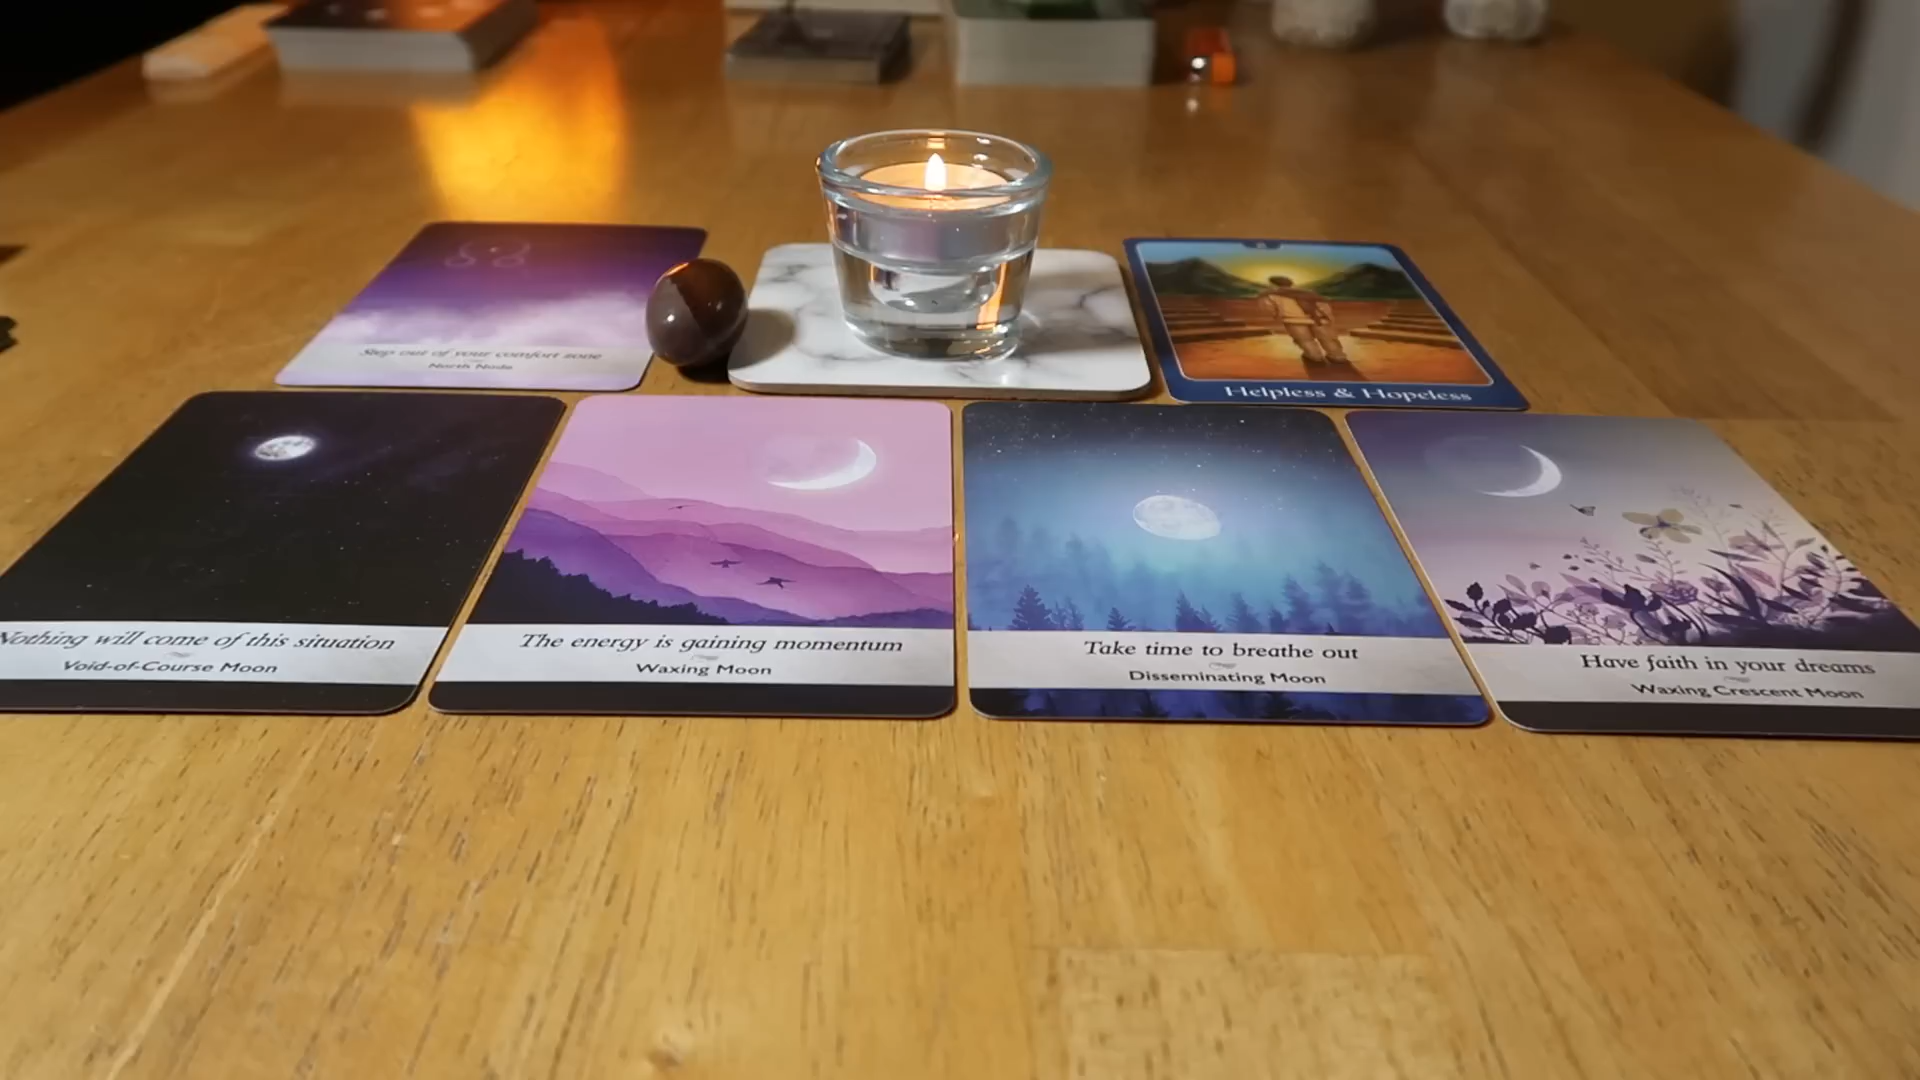 Step out of your comfort zone
North Node
Helpless & Hopeless
Nothing will come of this situation
Void-of-Course Moon
The energy is gaining momentum
Waxing Moon
Take time to breathe out
Disseminating Moon
Have faith in your dreams
Waxing Crescent Moon